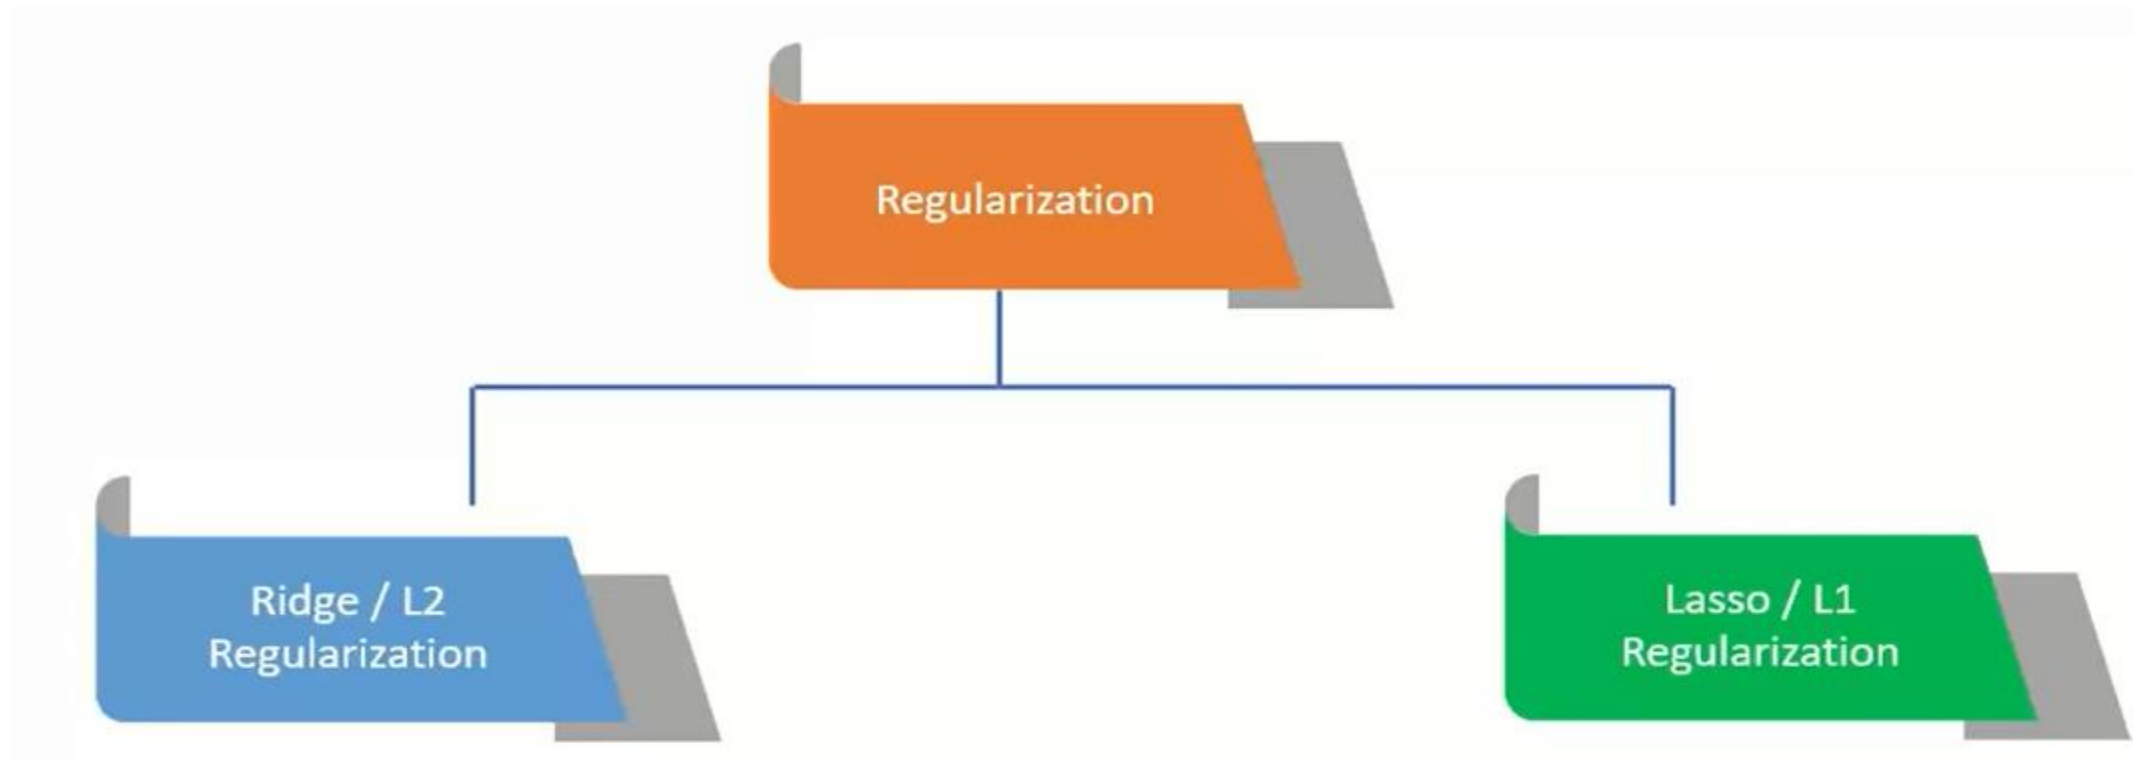 Regularization
Ridge / L2
Regularization
Lasso / L1
Regularization